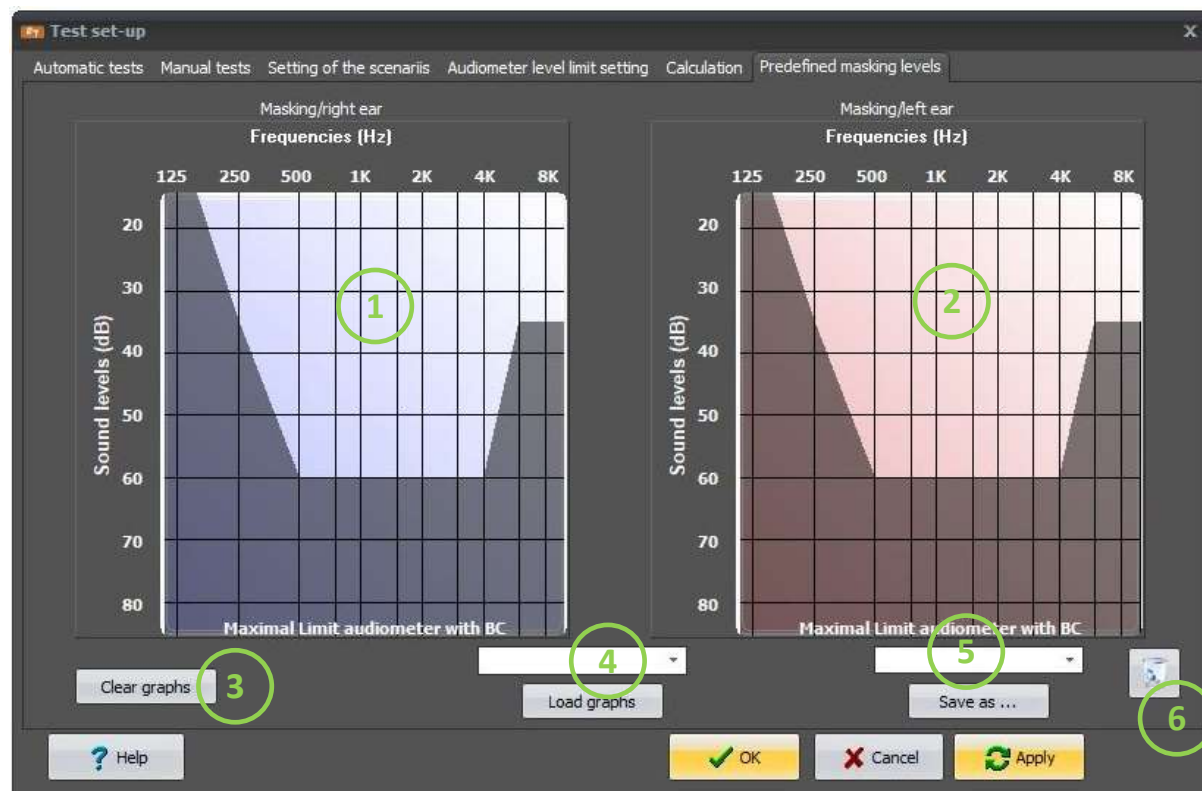 Test set-up
X
Automatic tests Manual tests Setting of the scenariis Audiometer level limit setting Calculation Predefined masking levels
Masking/right ear
Frequencies (Hz)
125 250 500 1K 2K 4K 8K
Sound levels (dB)
20
30
40
50
60
70
80
1
Maximal Limit audiometer with BC
Masking/left ear
Frequencies (Hz)
125 250 500 1K 2K 4K 8K
Sound levels (dB)
20
30
40
50
60
70
80
2
Maximal Limit audiometer with BC
Clear graphs 3
4
Load graphs
5
Save as ...
6
? Help
OK
Cancel
Apply